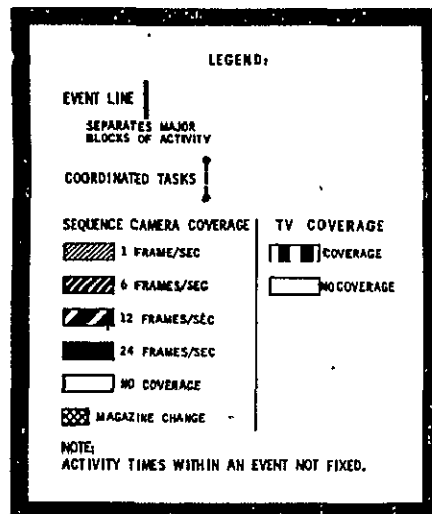 LEGEND:
EVENT LINE
SEPARATES MAJOR
BLOCKS OF ACTIVITY
COORDINATED TASKS
SEQUENCE CAMERA COVERAGE
1 FRAME/SEC
6 FRAMES/SEC
12 FRAMES/SEC
24 FRAMES/SEC
NO COVERAGE
MAGAZINE CHANGE
TV COVERAGE
COVERAGE
NO COVERAGE
NOTE:
ACTIVITY TIMES WITHIN AN EVENT NOT FIXED.